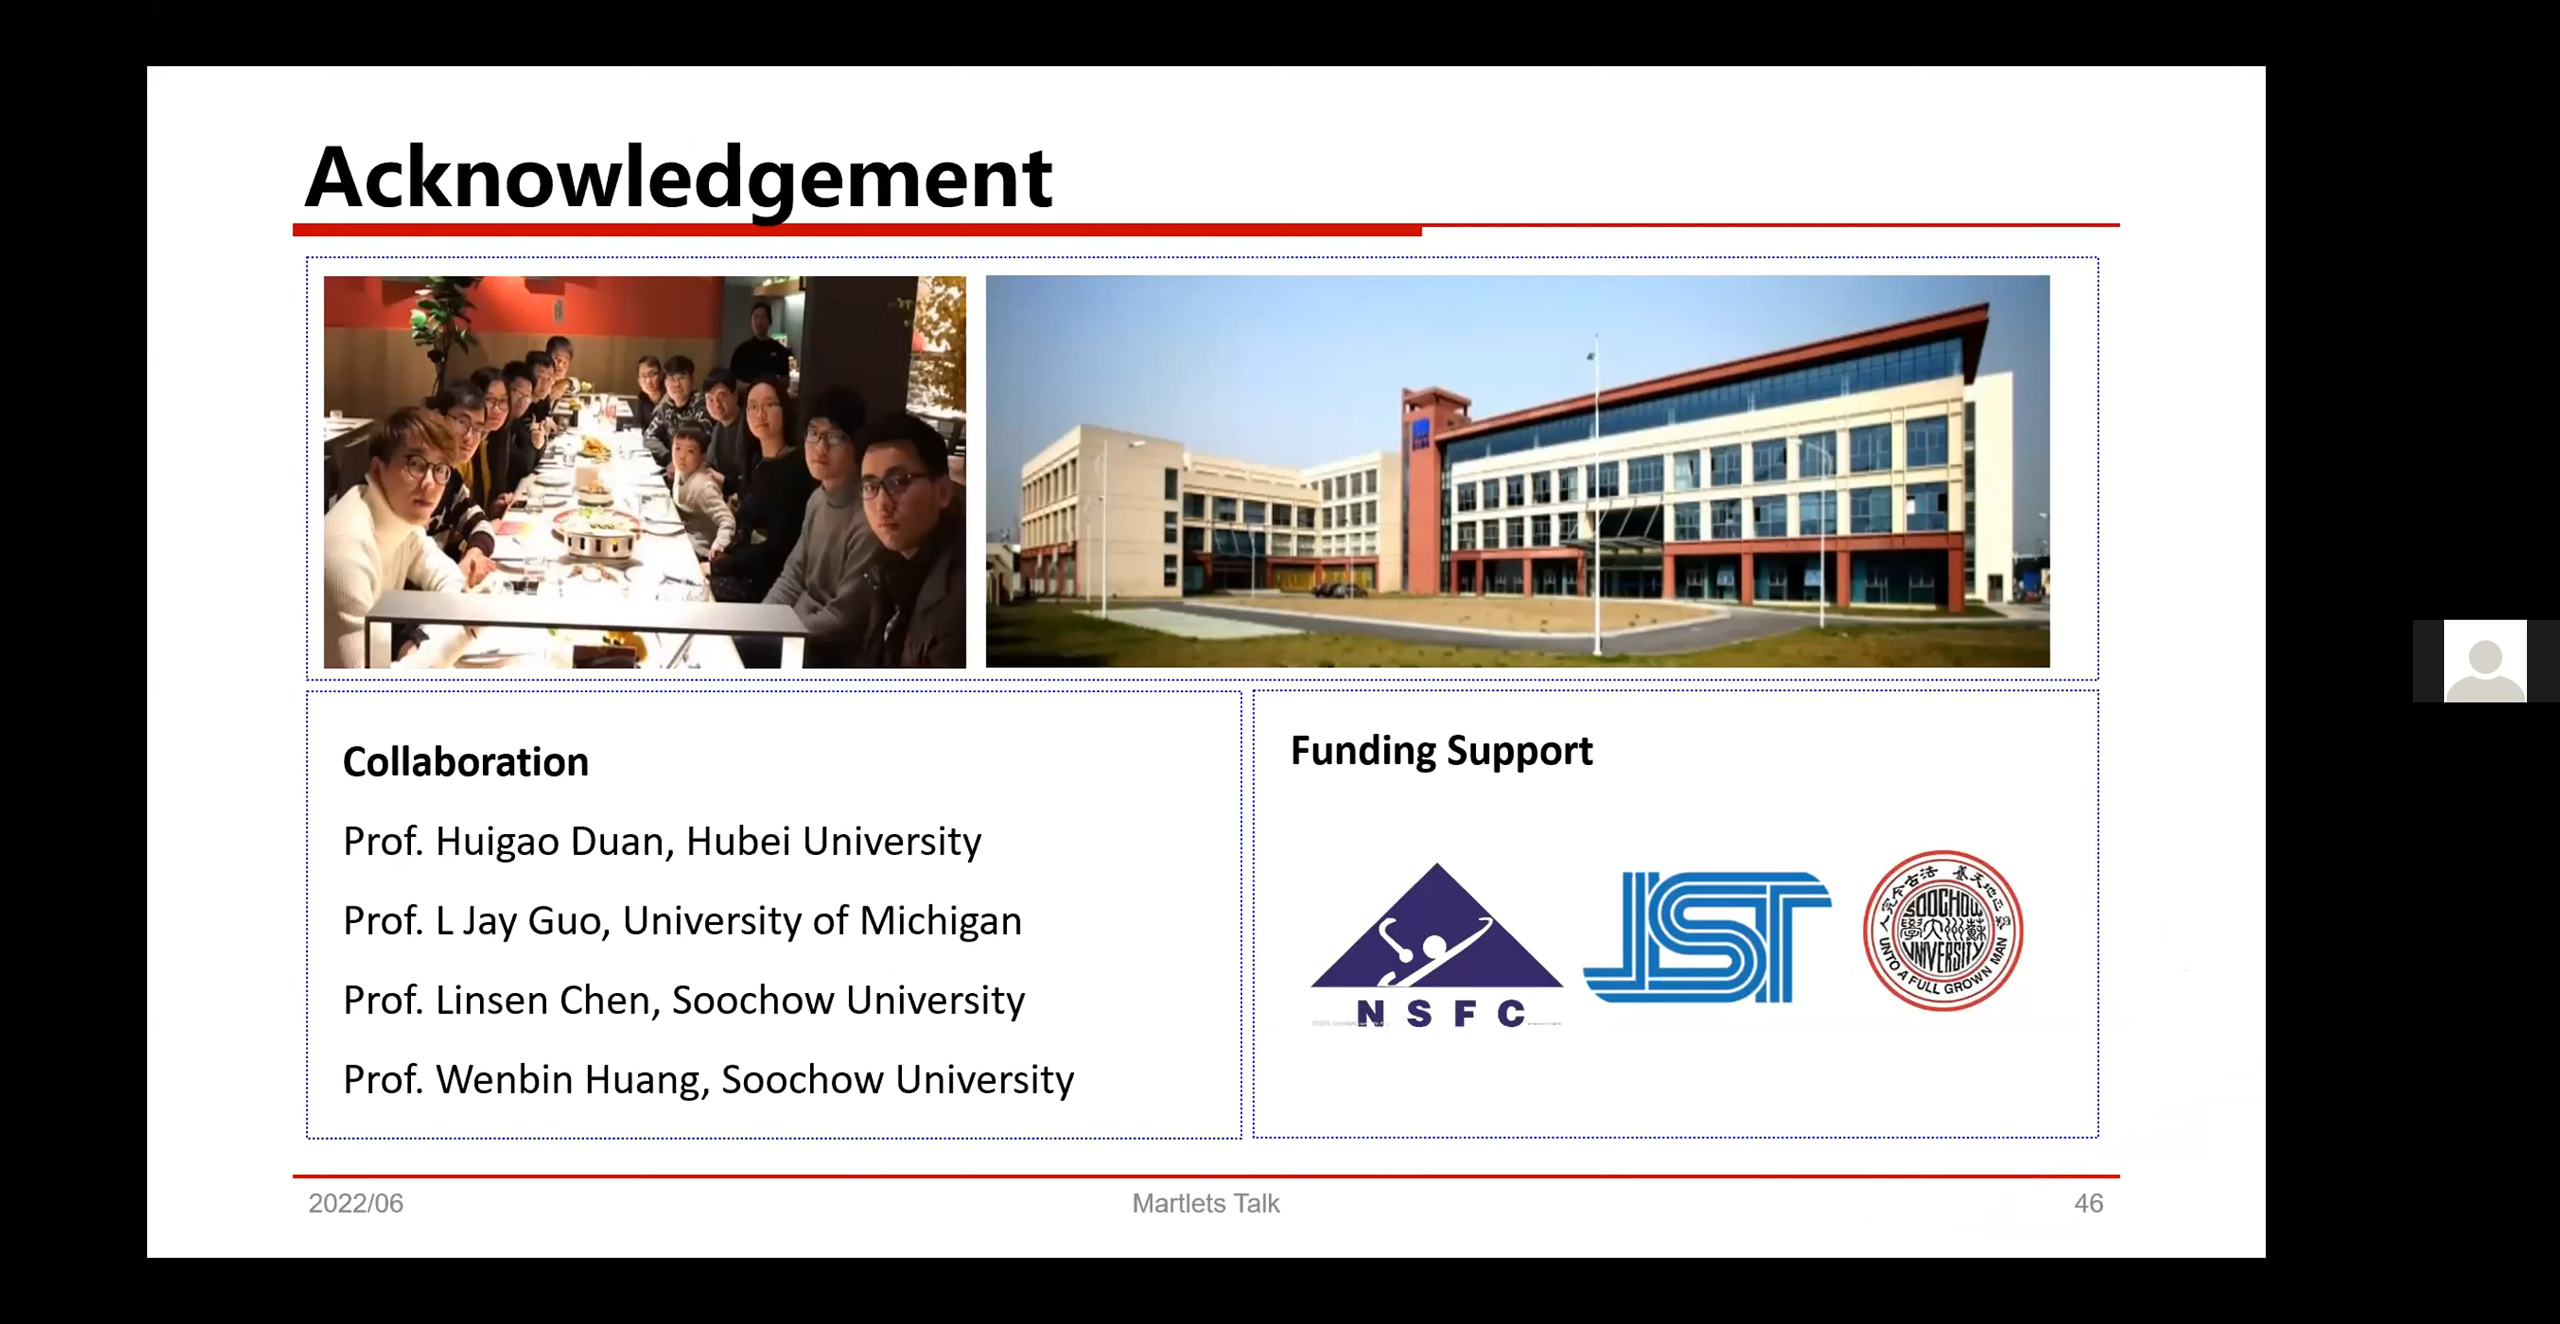 Acknowledgement
Collaboration
Prof. Huigao Duan, Hubei University
Prof. L Jay Guo, University of Michigan
Prof. Linsen Chen, Soochow University
Prof. Wenbin Huang, Soochow University
Funding Support
NSFC
JST
SOOCHOW
UNIVERSITY
UNTO A FULL GROWN MAN
2022/06
Martlets Talk
46